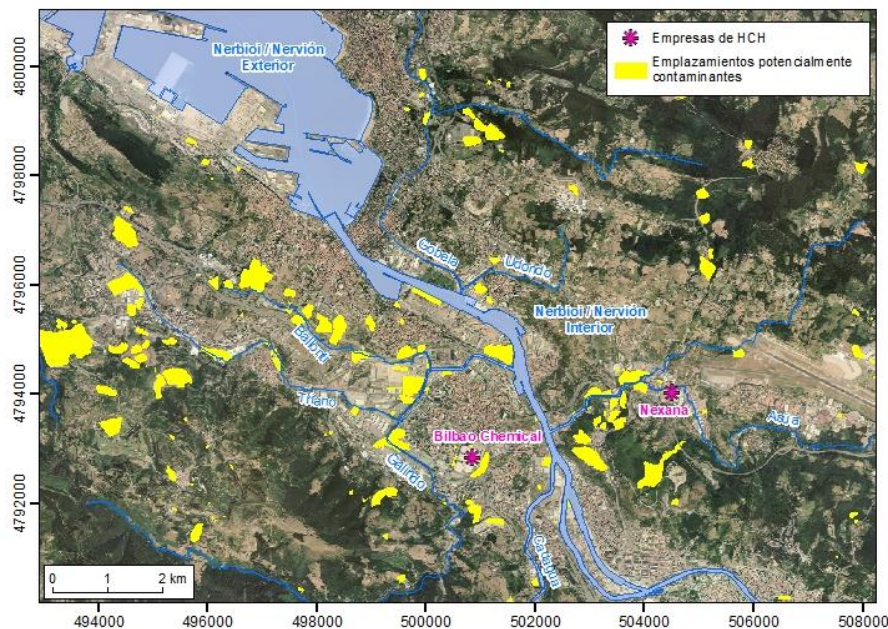 Nerbioi / Nervión
Exterior
Empresas de HCH
Emplazamientos potencialmente
contaminantes
4800000
4798000
4796000
4794000
4792000
Gobela
Udondo
Nerbioi / Nervión
Interior
Ballonti
Triano
Galindo
Bilbao Chemical
Nexana
Asua
Cadagua
0 1 2 km
494000 496000 498000 500000 502000 504000 506000 508000